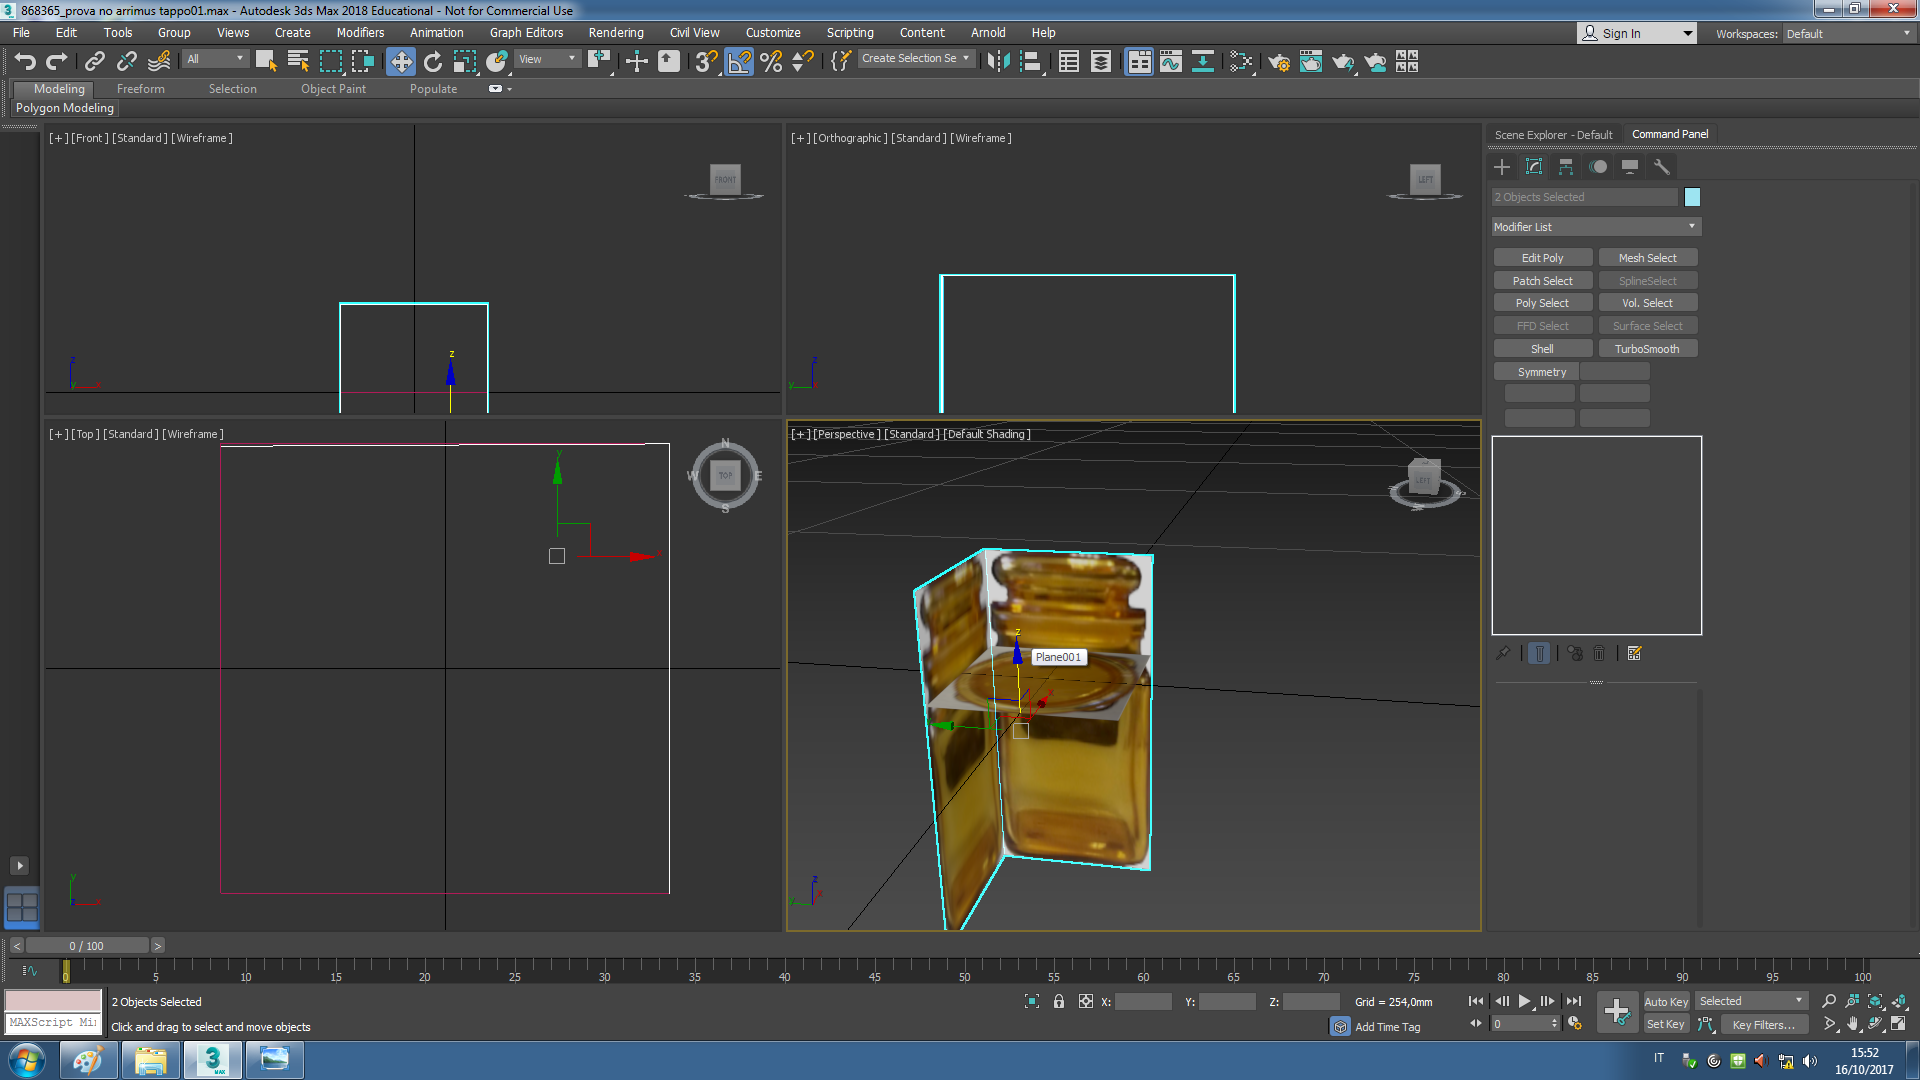 868365_prova no arrimus tappo01.max - Autodesk 3ds Max 2018 Educational - Not for Commercial Use
File Edit Tools Group Views Create Modifiers Animation Graph Editors Rendering Civil View Customize Scripting Content Arnold Help
Sign In Workspaces: Default
All View Create Selection Se
Modeling Freeform Selection Object Paint Populate
Polygon Modeling
[+] [Front] [Standard] [Wireframe]
[+] [Orthographic] [Standard] [Wireframe]
Scene Explorer - Default Command Panel
FRONT
LEFT
2 Objects Selected
Modifier List
Edit Poly Mesh Select
Patch Select SplineSelect
Poly Select Vol. Select
FFD Select Surface Select
Shell TurboSmooth
Symmetry
z
z
y
x
z
y
[+] [Top] [Standard] [Wireframe]
[+] [Perspective] [Standard] [Default Shading]
N
W TOP E
S
LEFT
y
x
z
Plane001
x
y
z
z
x
y
< 0 / 100 >
0 5 10 15 20 25 30 35 40 45 50 55 60 65 70 75 80 85 90 95 100
2 Objects Selected
X: Y: Z: Grid = 254,0mm
Auto Key Selected
MAXScript Mi
Click and drag to select and move objects
Add Time Tag
0
Set Key Key Filters...
3
MAX
IT
15:52
16/10/2017